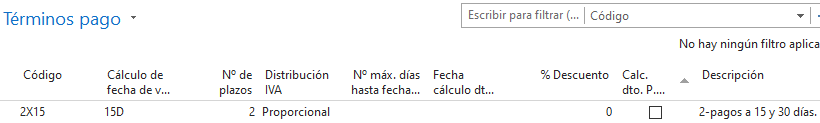 Términos pago
Escribir para filtrar (... Código
No hay ningún filtro aplica
Código Cálculo de fecha de v... Nº de plazos Distribución IVA Nº máx. días hasta fecha... Fecha cálculo dt... % Descuento Calc. dto. P.... Descripción
2X15 15D 2 Proporcional 0 2-pagos a 15 y 30 días.